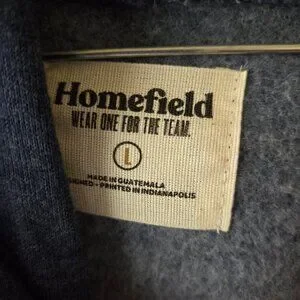 Homefield
WEAR ONE FOR THE TEAM.
L
MADE IN GUATEMALA
PRINTED IN INDIANAPOLIS